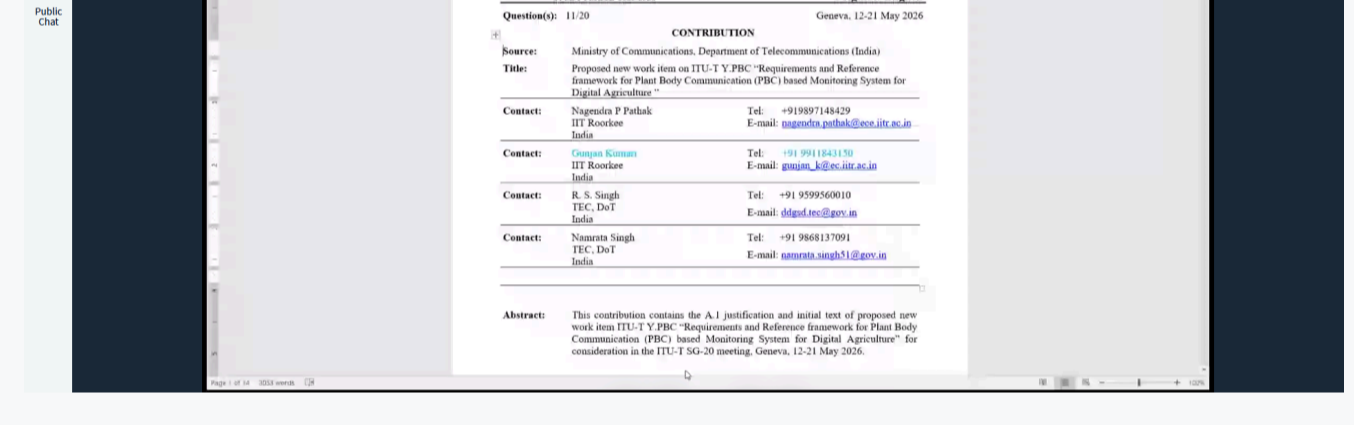 Public
Chat
Question(s): 11/20 Geneva, 12-21 May 2026
CONTRIBUTION
Source: Ministry of Communications, Department of Telecommunications (India)
Title: Proposed new work item on ITU-T Y.PBC “Requirements and Reference
framework for Plant Body Communication (PBC) based Monitoring System for
Digital Agriculture ”
Contact: Nagendra P Pathak Tel: +919897148429
IIT Roorkee E-mail: nagendra.pathak@ece.iitr.ac.in
India
Contact: Gunjan Kumar Tel: +91 9911843150
IIT Roorkee E-mail: gunjan_k@ec.iitr.ac.in
India
Contact: R. S. Singh Tel: +91 9599560010
TEC, DoT
E-mail: ddgsd.tec@gov.in
India
Contact: Namrata Singh Tel: +91 9868137091
TEC, DoT
E-mail: namrata.singh51@gov.in
India
Abstract: This contribution contains the A.1 justification and initial text of proposed new
work item ITU-T Y.PBC “Requirements and Reference framework for Plant Body
Communication (PBC) based Monitoring System for Digital Agriculture” for
consideration in the ITU-T SG-20 meeting, Geneva, 12-21 May 2026.
Page 1 of 14 3058 words